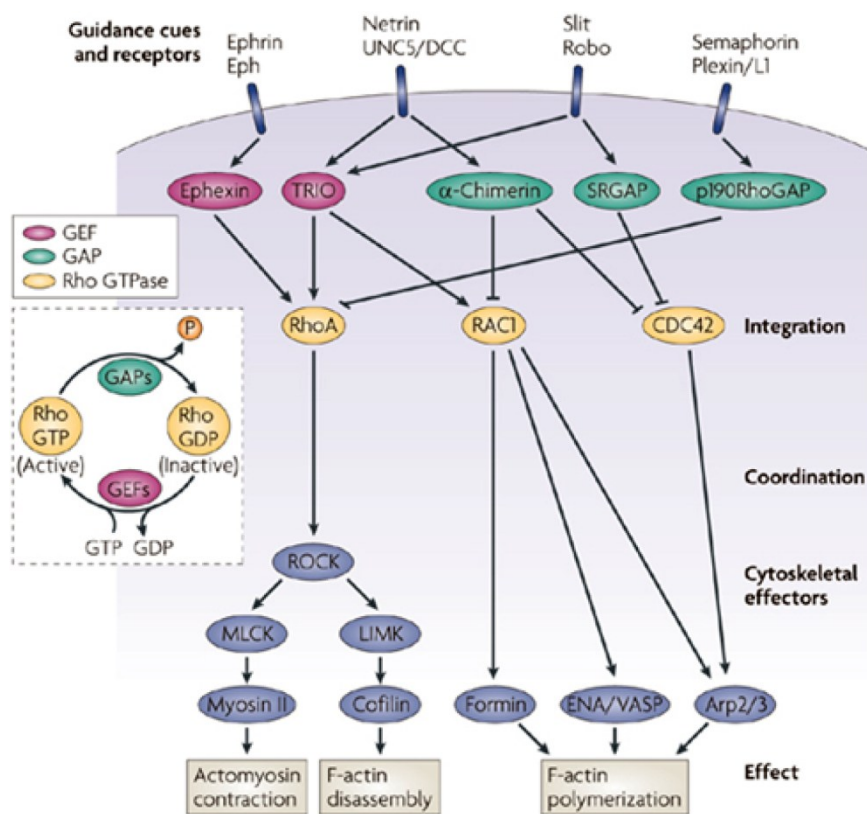 Guidance cues
and receptors
Ephrin
Eph
Netrin
UNC5/DCC
Slit
Robo
Semaphorin
Plexin/L1
Ephexin
TRIO
α-Chimerin
SRGAP
p190RhoGAP
GEF
GAP
Rho GTPase
RhoA
RAC1
CDC42
Integration
P
GAPs
Rho
GTP
(Active)
Rho
GDP
(Inactive)
GEFs
GTP
GDP
Coordination
ROCK
Cytoskeletal
effectors
MLCK
LIMK
Myosin II
Cofilin
Formin
ENA/VASP
Arp2/3
Actomyosin
contraction
F-actin
disassembly
F-actin
polymerization
Effect